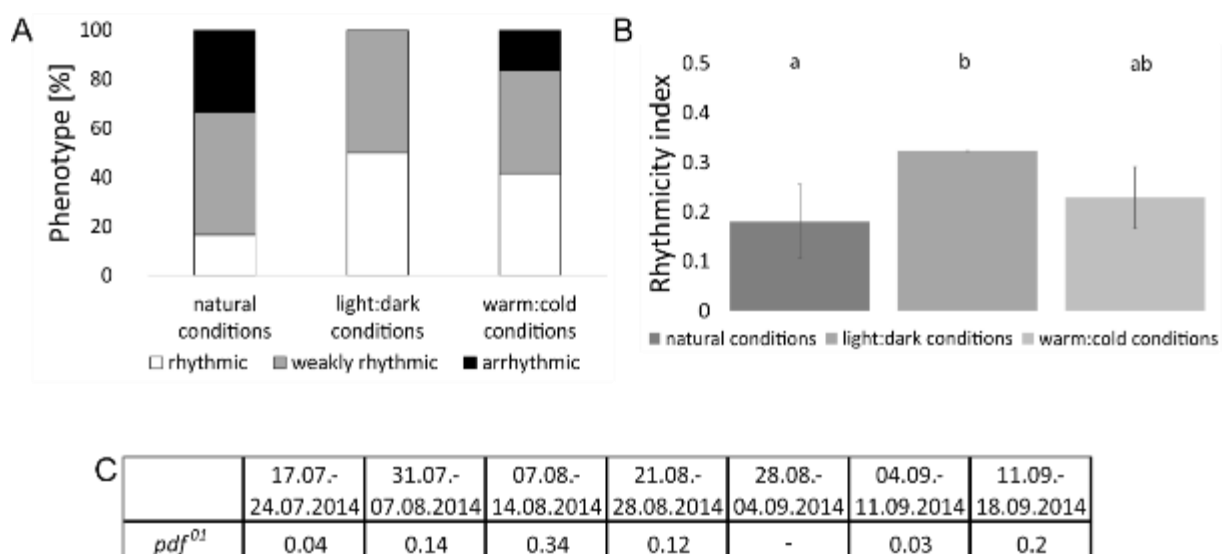 A
Phenotype [%]
100
80
60
40
20
0
natural conditions
light:dark conditions
warm:cold conditions
rhythmic weakly rhythmic arrhythmic
B
Rhythmicity index
0.5
0.4
0.3
0.2
0.1
0
a b ab
natural conditions light:dark conditions warm:cold conditions
C
17.07.- 31.07.- 07.08.- 21.08.- 28.08.- 04.09.- 11.09.-
24.07.2014 07.08.2014 14.08.2014 28.08.2014 04.09.2014 11.09.2014 18.09.2014
pdf01 0.04 0.14 0.34 0.12 - 0.03 0.2